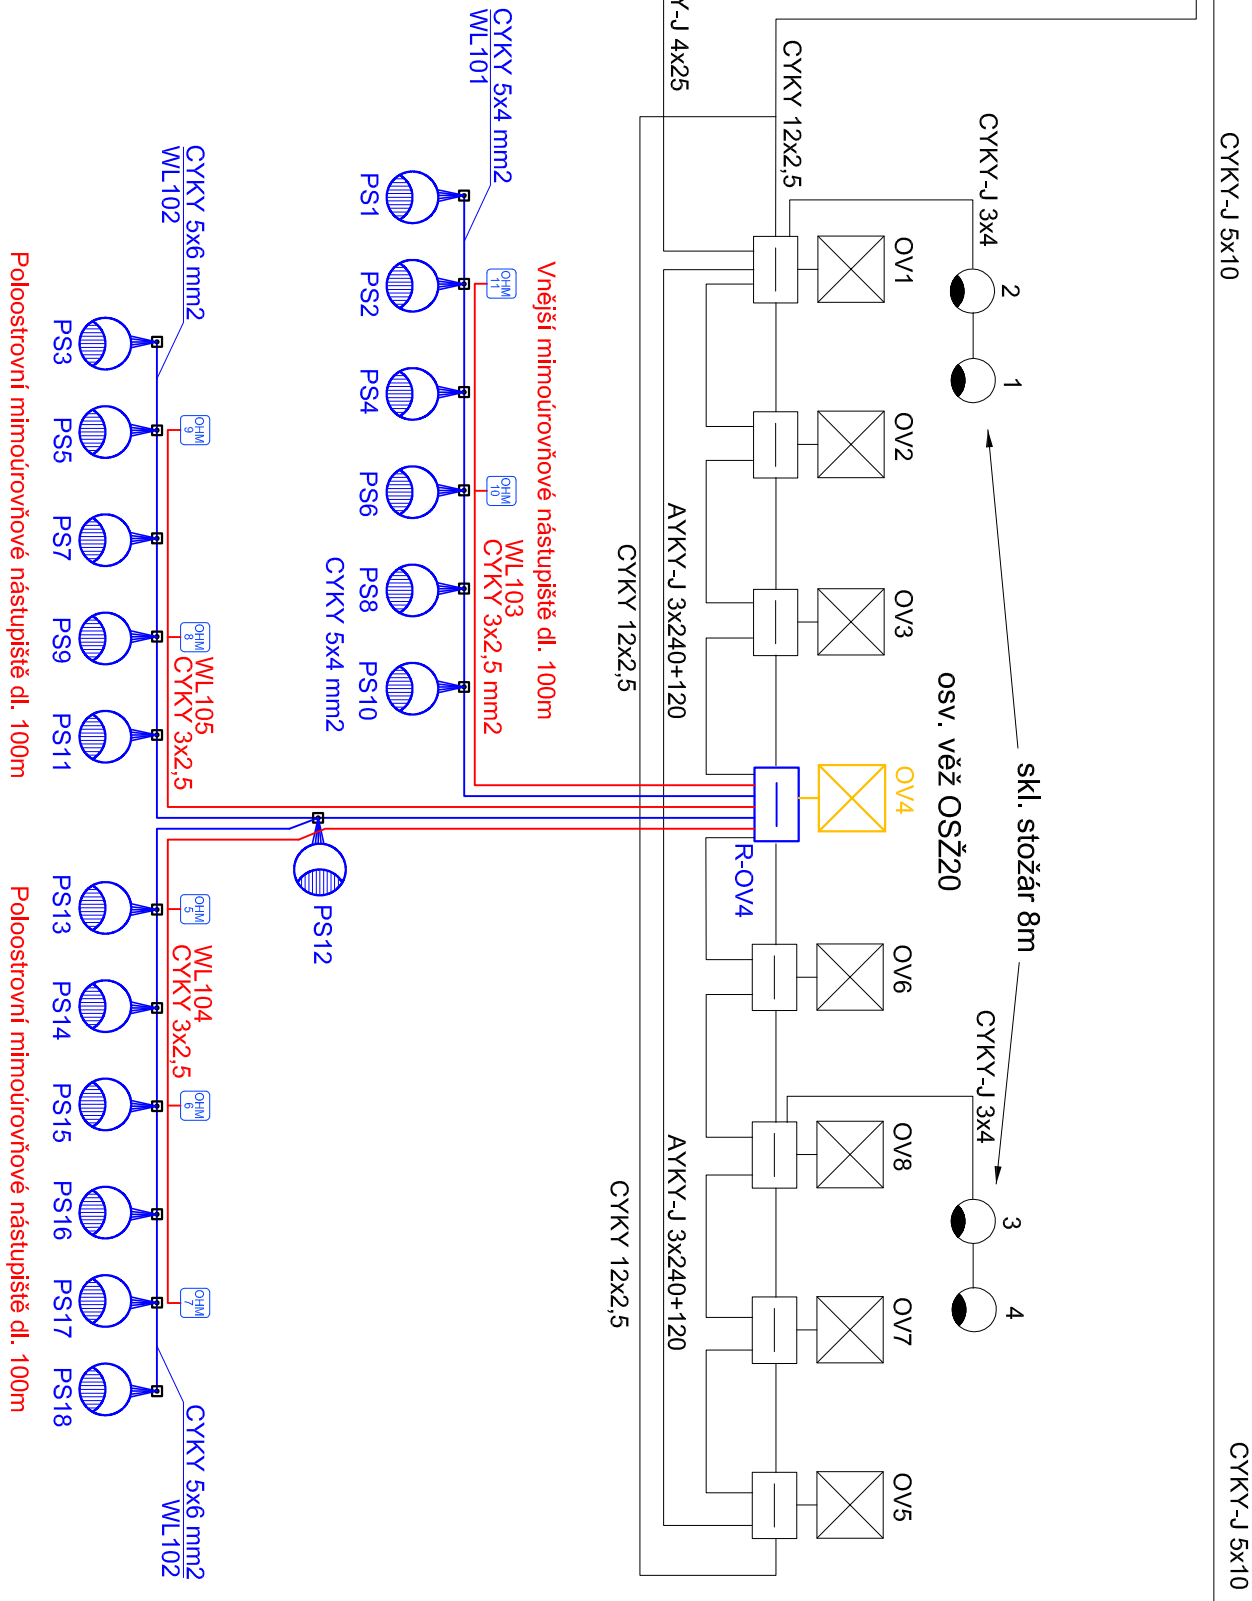 CYKY-J 5x10
CYKY-J 5x10
CYKY-J 3x4
2
1
skl. stožár 8m
osv. věž OSŽ20
CYKY-J 3x4
3
4
OV1
OV2
OV3
OV4
OV6
OV8
OV7
OV5
R-OV4
CYKY 12x2,5
Y-J 4x25
AYKY-J 3x240+120
AYKY-J 3x240+120
CYKY 12x2,5
CYKY 12x2,5
Vnější mimoúrovňové nástupiště dl. 100m
CYKY 5x4 mm2
WL101
OHM
11
OHM
10
WL103
CYKY 3x2,5 mm2
PS1
PS2
PS4
PS6
PS8
PS10
CYKY 5x4 mm2
PS12
CYKY 5x6 mm2
WL102
OHM
9
OHM
8
WL105
CYKY 3x2,5
OHM
5
WL104
CYKY 3x2,5
OHM
6
OHM
7
CYKY 5x6 mm2
WL102
PS3
PS5
PS7
PS9
PS11
PS13
PS14
PS15
PS16
PS17
PS18
Poloostrovní mimoúrovňové nástupiště dl. 100m
Poloostrovní mimoúrovňové nástupiště dl. 100m